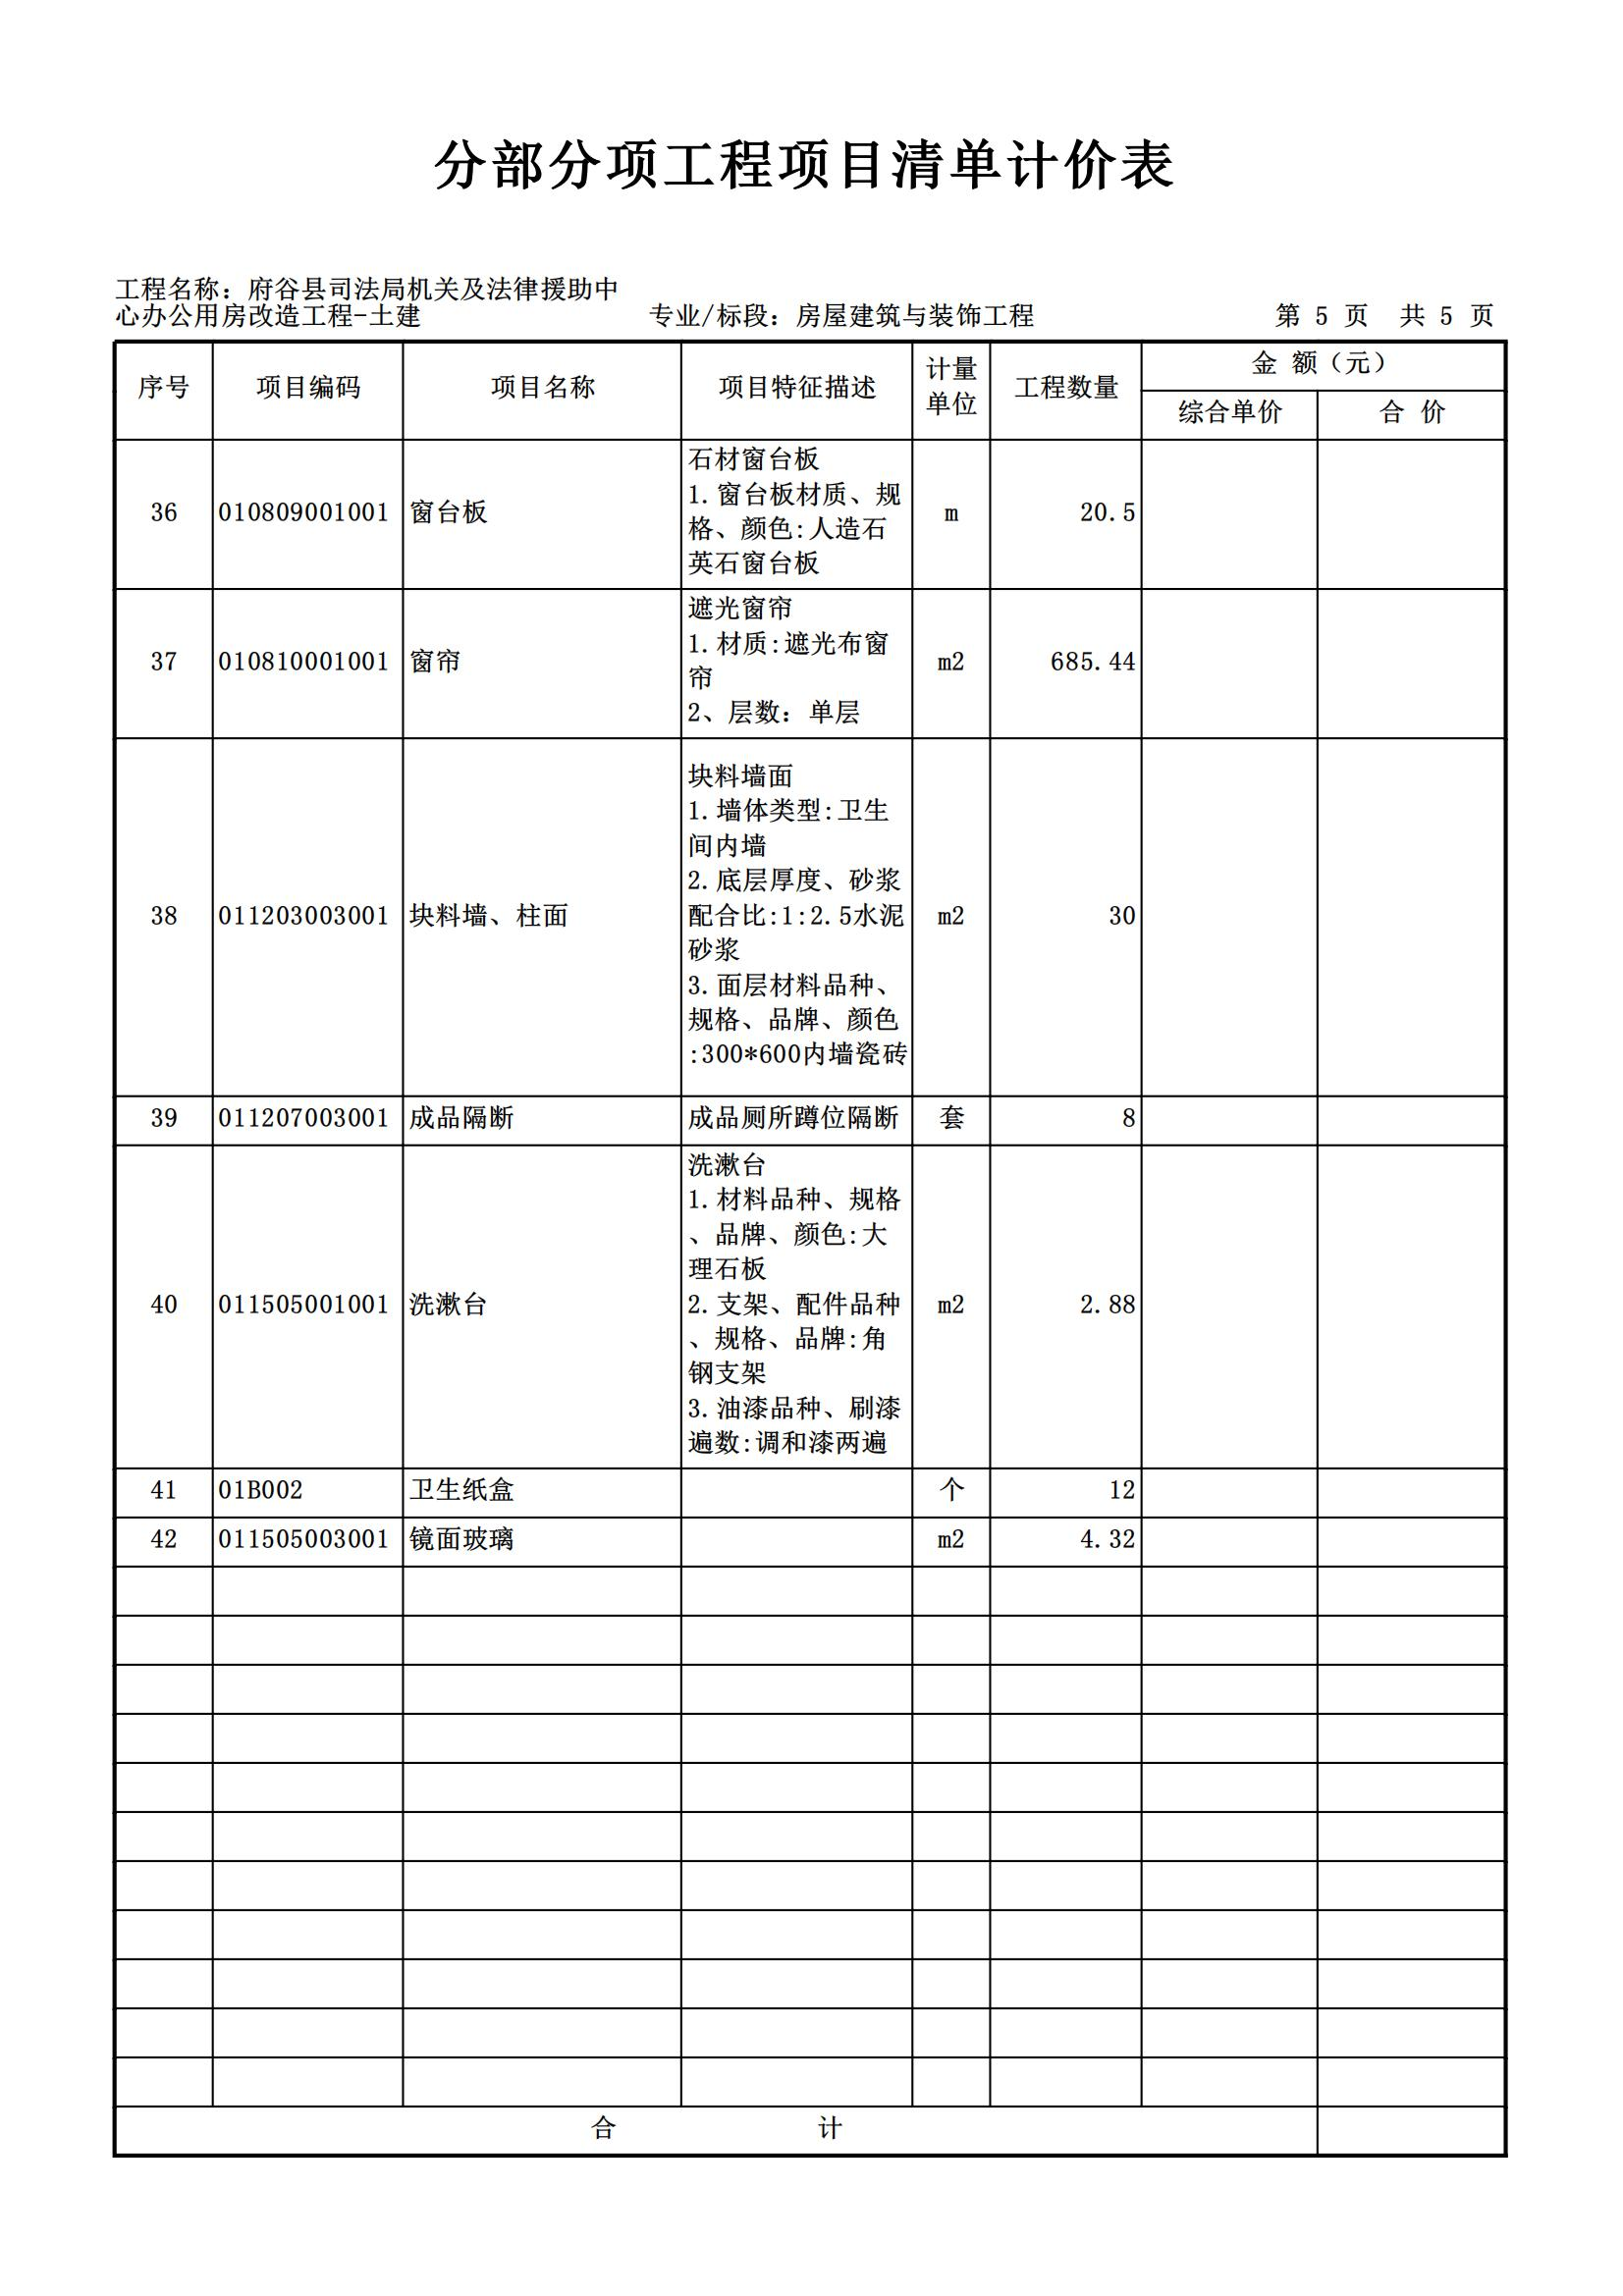 分部分项工程项目清单计价表
工程名称：府谷县司法局机关及法律援助中
心办公用房改造工程-土建
专业/标段：房屋建筑与装饰工程
第 5 页 共 5 页
序号
项目编码
项目名称
项目特征描述
计量
单位
工程数量
金 额（元）
综合单价
合 价
36
010809001001
窗台板
石材窗台板
1.窗台板材质、规
格、颜色:人造石
英石窗台板
m
20.5
37
010810001001
窗帘
遮光窗帘
1.材质:遮光布窗
帘
2、层数：单层
m2
685.44
38
011203003001
块料墙、柱面
块料墙面
1.墙体类型:卫生
间内墙
2.底层厚度、砂浆
配合比:1:2.5水泥
砂浆
3.面层材料品种、
规格、品牌、颜色
:300*600内墙瓷砖
m2
30
39
011207003001
成品隔断
成品厕所蹲位隔断
套
8
40
011505001001
洗漱台
洗漱台
1.材料品种、规格
、品牌、颜色:大
理石板
2.支架、配件品种
、规格、品牌:角
钢支架
3.油漆品种、刷漆
遍数:调和漆两遍
m2
2.88
41
01B002
卫生纸盒
个
12
42
011505003001
镜面玻璃
m2
4.32
合 计